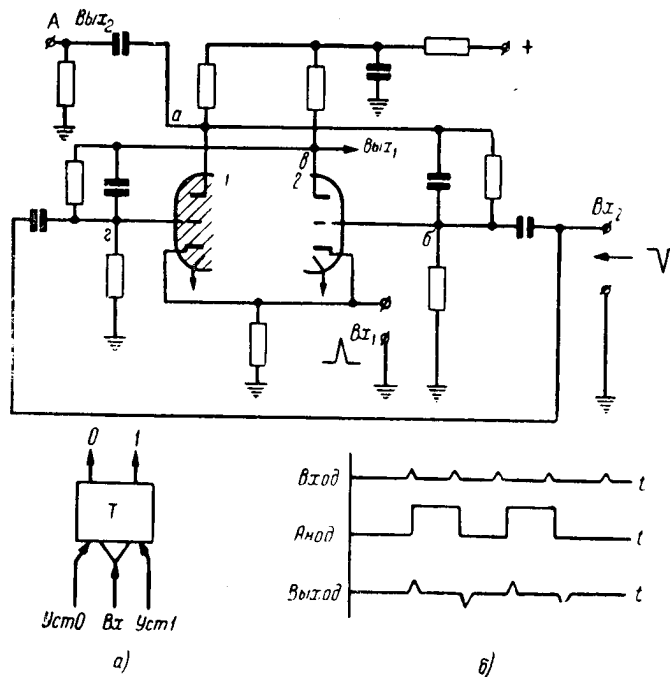 А Вых₂
+
а
в Вых₁
1 2
г б
Вх₂
Вх₁
0 1
Т
Уст0 Вх Уст1
а)
Вход t
Анод t
Выход t
б)